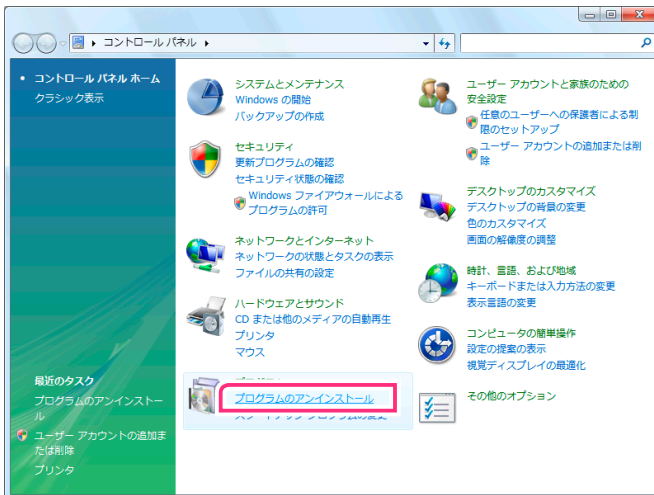 コントロール パネル
コントロール パネル ホーム
クラシック表示
最近のタスク
プログラムのアンインストー
ル
ユーザー アカウントの追加ま
たは削除
プリンタ
システムとメンテナンス
Windows の開始
バックアップの作成
セキュリティ
更新プログラムの確認
セキュリティ状態の確認
Windows ファイアウォールによる
プログラムの許可
ネットワークとインターネット
ネットワークの状態とタスクの表示
ファイルの共有の設定
ハードウェアとサウンド
CD または他のメディアの自動再生
プリンタ
マウス
プログラムのアンインストール
ユーザー アカウントと家族のための
安全設定
任意のユーザーへの保護者による制
限のセットアップ
ユーザー アカウントの追加または削
除
デスクトップのカスタマイズ
デスクトップの背景の変更
色のカスタマイズ
画面の解像度の調整
時計、言語、および地域
キーボードまたは入力方法の変更
表示言語の変更
コンピュータの簡単操作
設定の提案の表示
視覚ディスプレイの最適化
その他のオプション